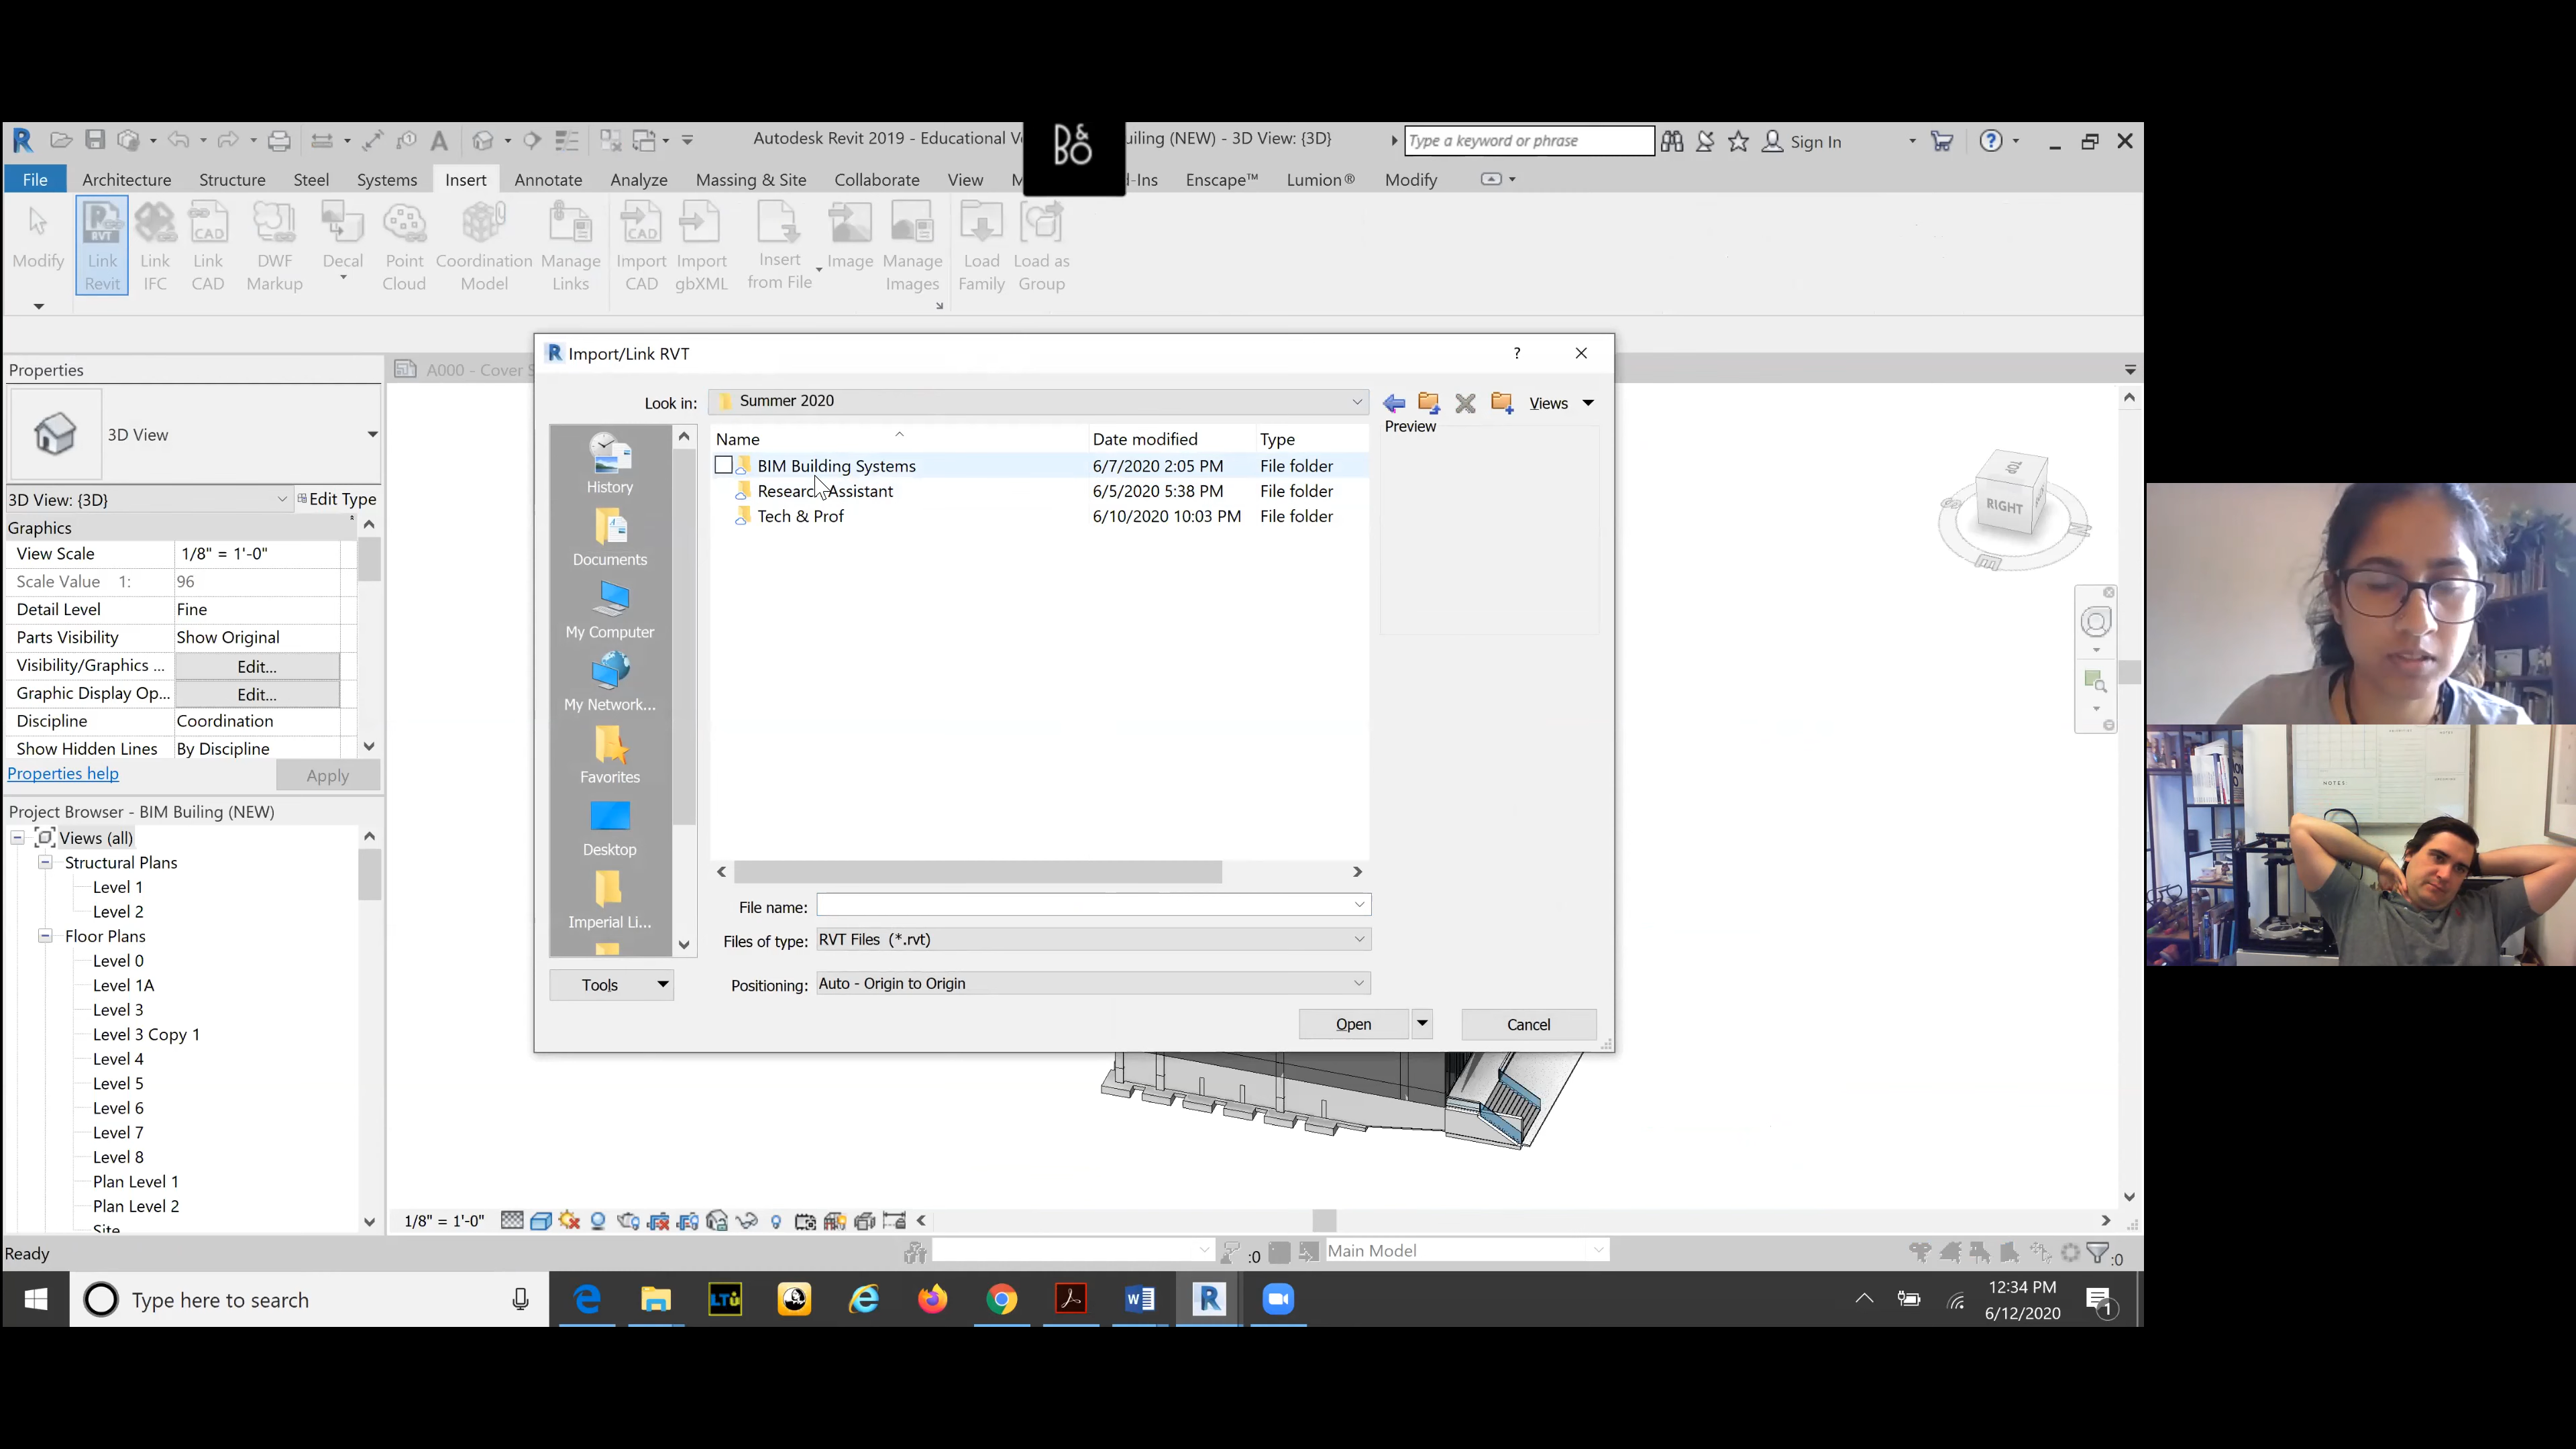 Autodesk Revit 2019 - Educational V
uiling (NEW) - 3D View: {3D}
B&O
Type a keyword or phrase
Sign In
File Architecture Structure Steel Systems Insert Annotate Analyze Massing & Site Collaborate View M -Ins Enscape™ Lumion® Modify
Modify
Link Revit
RVT
Link IFC
Link CAD
CAD
DWF Markup
Decal
Point Cloud
Coordination Model
Manage Links
Import CAD
CAD
Import gbXML
Insert from File
Image
Manage Images
Load Family
Load as Group
Properties
A000 - Cover S
3D View
3D View: {3D}
Edit Type
Graphics
View Scale 1/8" = 1'-0"
Scale Value 1: 96
Detail Level Fine
Parts Visibility Show Original
Visibility/Graphics ... Edit...
Graphic Display Op... Edit...
Discipline Coordination
Show Hidden Lines By Discipline
Properties help
Apply
Project Browser - BIM Builing (NEW)
Views (all)
Structural Plans
Level 1
Level 2
Floor Plans
Level 0
Level 1A
Level 3
Level 3 Copy 1
Level 4
Level 5
Level 6
Level 7
Level 8
Plan Level 1
Plan Level 2
Site
Import/Link RVT
?
Look in: Summer 2020
Views
Preview
Name Date modified Type
BIM Building Systems 6/7/2020 2:05 PM File folder
Research Assistant 6/5/2020 5:38 PM File folder
Tech & Prof 6/10/2020 10:03 PM File folder
History
Documents
My Computer
My Network...
Favorites
Desktop
Imperial Li...
File name:
Files of type: RVT Files (*.rvt)
Positioning: Auto - Origin to Origin
Tools
Open
Cancel
TOP
RIGHT
NOTES
1/8" = 1'-0"
Ready
:0
Main Model
:0
Type here to search
LTU
12:34 PM
6/12/2020
1